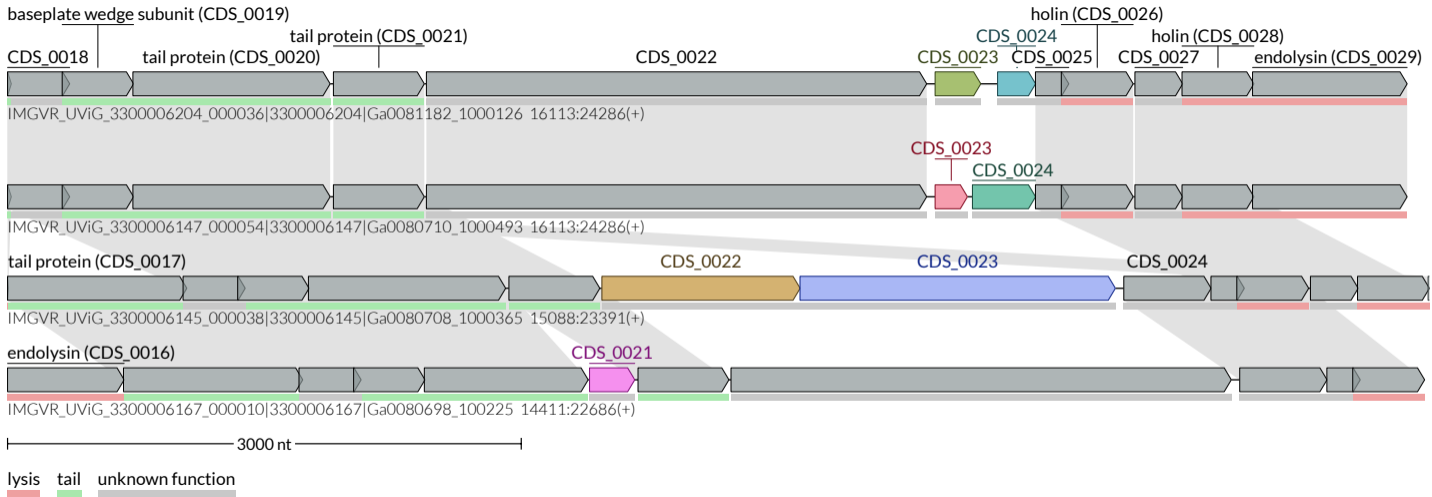 baseplate wedge subunit (CDS_0019) holin (CDS_0026)
tail protein (CDS_0021) CDS_0024 holin (CDS_0028)
CDS_0018 tail protein (CDS_0020) CDS_0022 CDS_0023 CDS_0025 CDS_0027 endolysin (CDS_0029)
IMGVR_UViG_3300006204_000036|3300006204|Ga0081182_1000126 16113:24286(+)
CDS_0023
CDS_0024
IMGVR_UViG_3300006147_000054|3300006147|Ga0080710_1000493 16113:24286(+)
tail protein (CDS_0017) CDS_0022 CDS_0023 CDS_0024
IMGVR_UViG_3300006145_000038|3300006145|Ga0080708_1000365 15088:23391(+)
endolysin (CDS_0016) CDS_0021
IMGVR_UViG_3300006167_000010|3300006167|Ga0080698_100225 14411:22686(+)
3000 nt
lysis tail unknown function